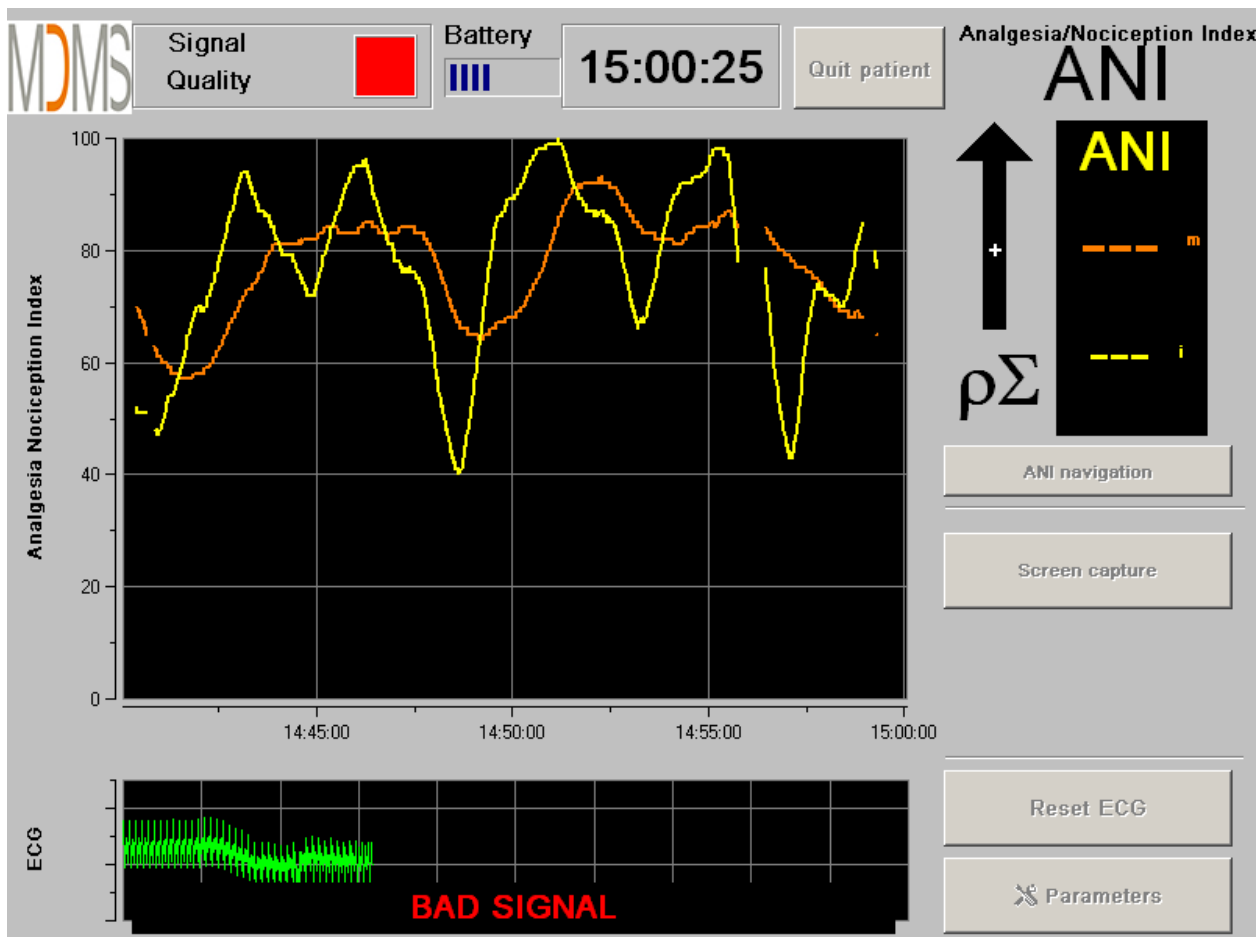 MDMS
Signal
Quality
Battery
15:00:25
Quit patient
Analgesia/Nociception Index
ANI
ANI
--- m
--- i
+
ρΣ
ANI navigation
Screen capture
Reset ECG
Parameters
Analgesia Nociception Index
100
80
60
40
20
0
14:45:00
14:50:00
14:55:00
15:00:00
ECG
BAD SIGNAL